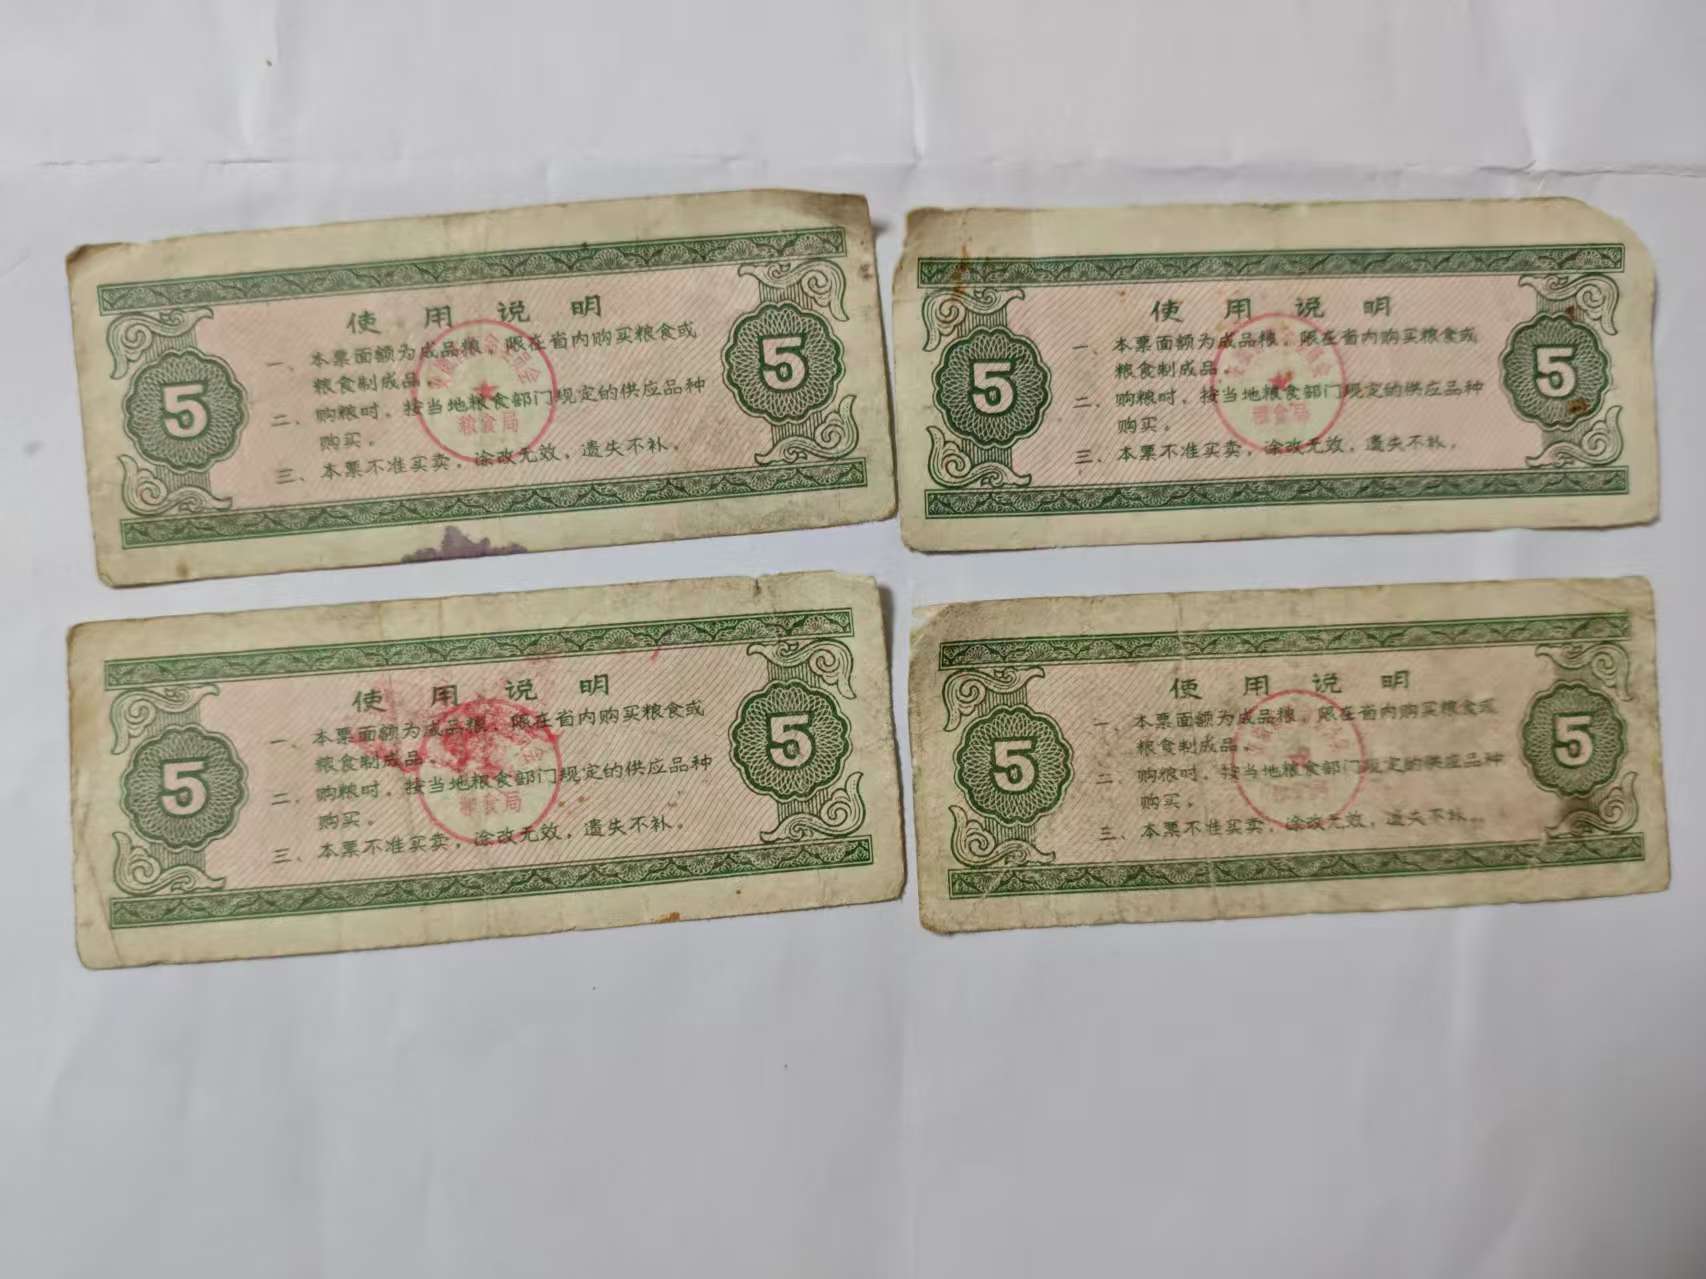 使用说明
一、本票面额为成品粮，限在省内购买粮食或
粮食制成品。
二、购粮时，按当地粮食部门规定的供应品种
购买。
三、本票不准买卖，涂改无效，遗失不补。
5
5
粮食局
使用说明
一、本票面额为成品粮，限在省内购买粮食或
粮食制成品。
二、购粮时，按当地粮食部门规定的供应品种
购买。
三、本票不准买卖，涂改无效，遗失不补。
5
5
使用说明
一、本票面额为成品粮，限在省内购买粮食或
粮食制成品。
二、购粮时，按当地粮食部门规定的供应品种
购买。
三、本票不准买卖，涂改无效，遗失不补。
5
5
粮食局
使用说明
一、本票面额为成品粮，限在省内购买粮食或
粮食制成品。
二、购粮时，按当地粮食部门规定的供应品种
购买。
三、本票不准买卖，涂改无效，遗失不补。
5
5